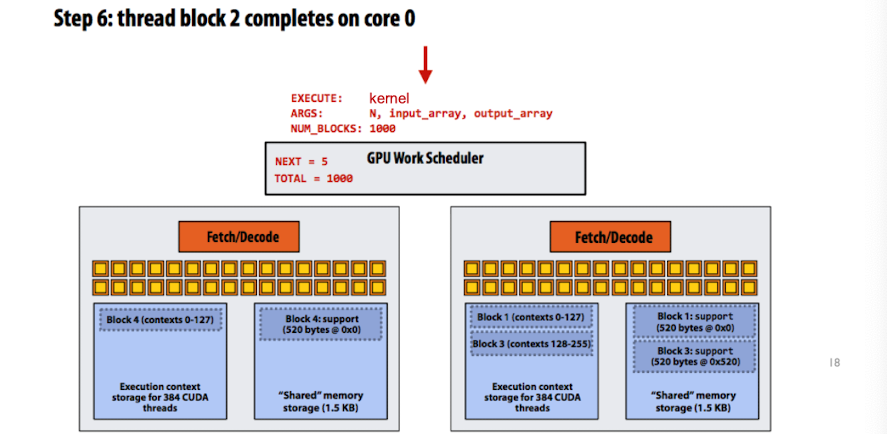 Step 6: thread block 2 completes on core 0
EXECUTE: kernel
ARGS: N, input_array, output_array
NUM_BLOCKS: 1000
GPU Work Scheduler
NEXT = 5
TOTAL = 1000
Fetch/Decode
Block 4 (contexts 0-127)
Execution context
storage for 384 CUDA
threads
Block 4: support
(520 bytes @ 0x0)
"Shared" memory
storage (1.5 KB)
Fetch/Decode
Block 1 (contexts 0-127)
Block 3 (contexts 128-255)
Execution context
storage for 384 CUDA
threads
Block 1: support
(520 bytes @ 0x0)
Block 3: support
(520 bytes @ 0x520)
"Shared" memory
storage (1.5 KB)
18